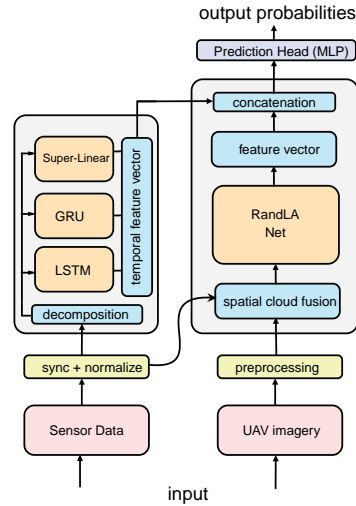 output probabilities
Prediction Head (MLP)
concatenation
feature vector
RandLA
Net
spatial cloud fusion
preprocessing
UAV imagery
Super-Linear
GRU
LSTM
temporal feature vector
decomposition
sync + normalize
Sensor Data
input